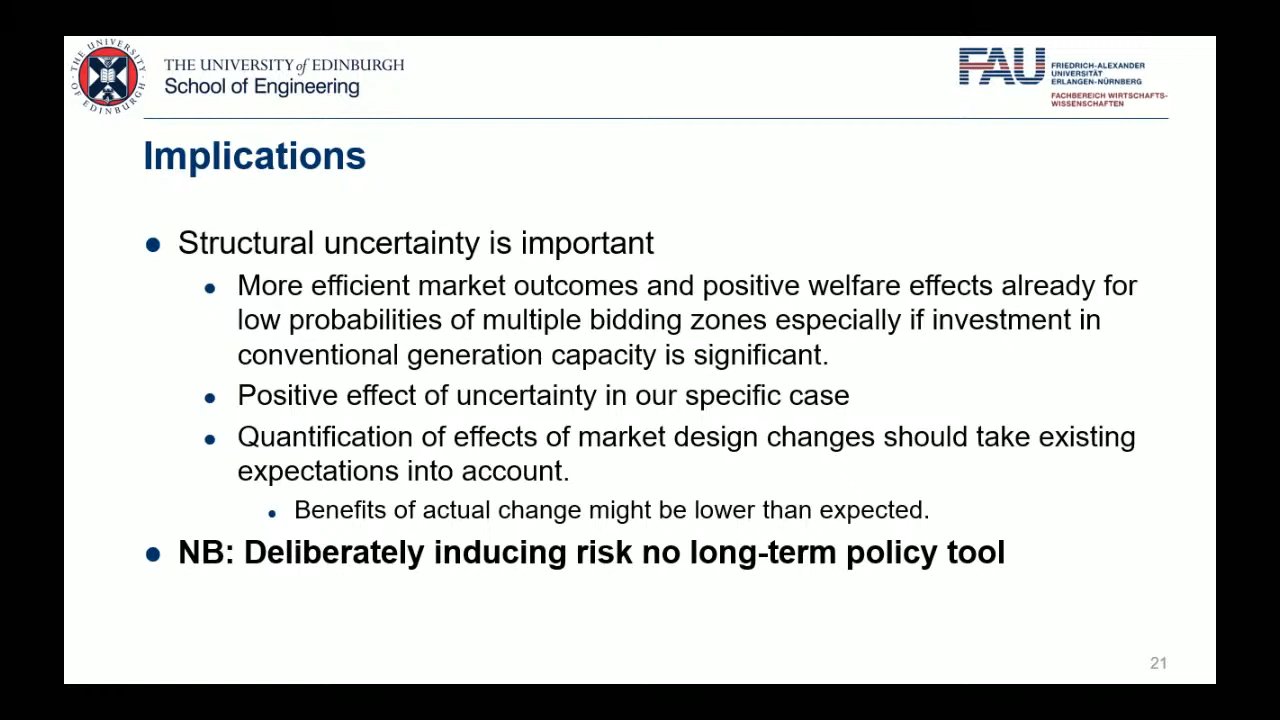 THE UNIVERSITY OF EDINBURGH
THE UNIVERSITY of EDINBURGH
School of Engineering
FAU
FRIEDRICH-ALEXANDER
UNIVERSITÄT
ERLANGEN-NÜRNBERG
FACHBEREICH WIRTSCHAFTS-
WISSENSCHAFTEN
Implications
● Structural uncertainty is important
● More efficient market outcomes and positive welfare effects already for
low probabilities of multiple bidding zones especially if investment in
conventional generation capacity is significant.
● Positive effect of uncertainty in our specific case
● Quantification of effects of market design changes should take existing
expectations into account.
● Benefits of actual change might be lower than expected.
● NB: Deliberately inducing risk no long-term policy tool
21